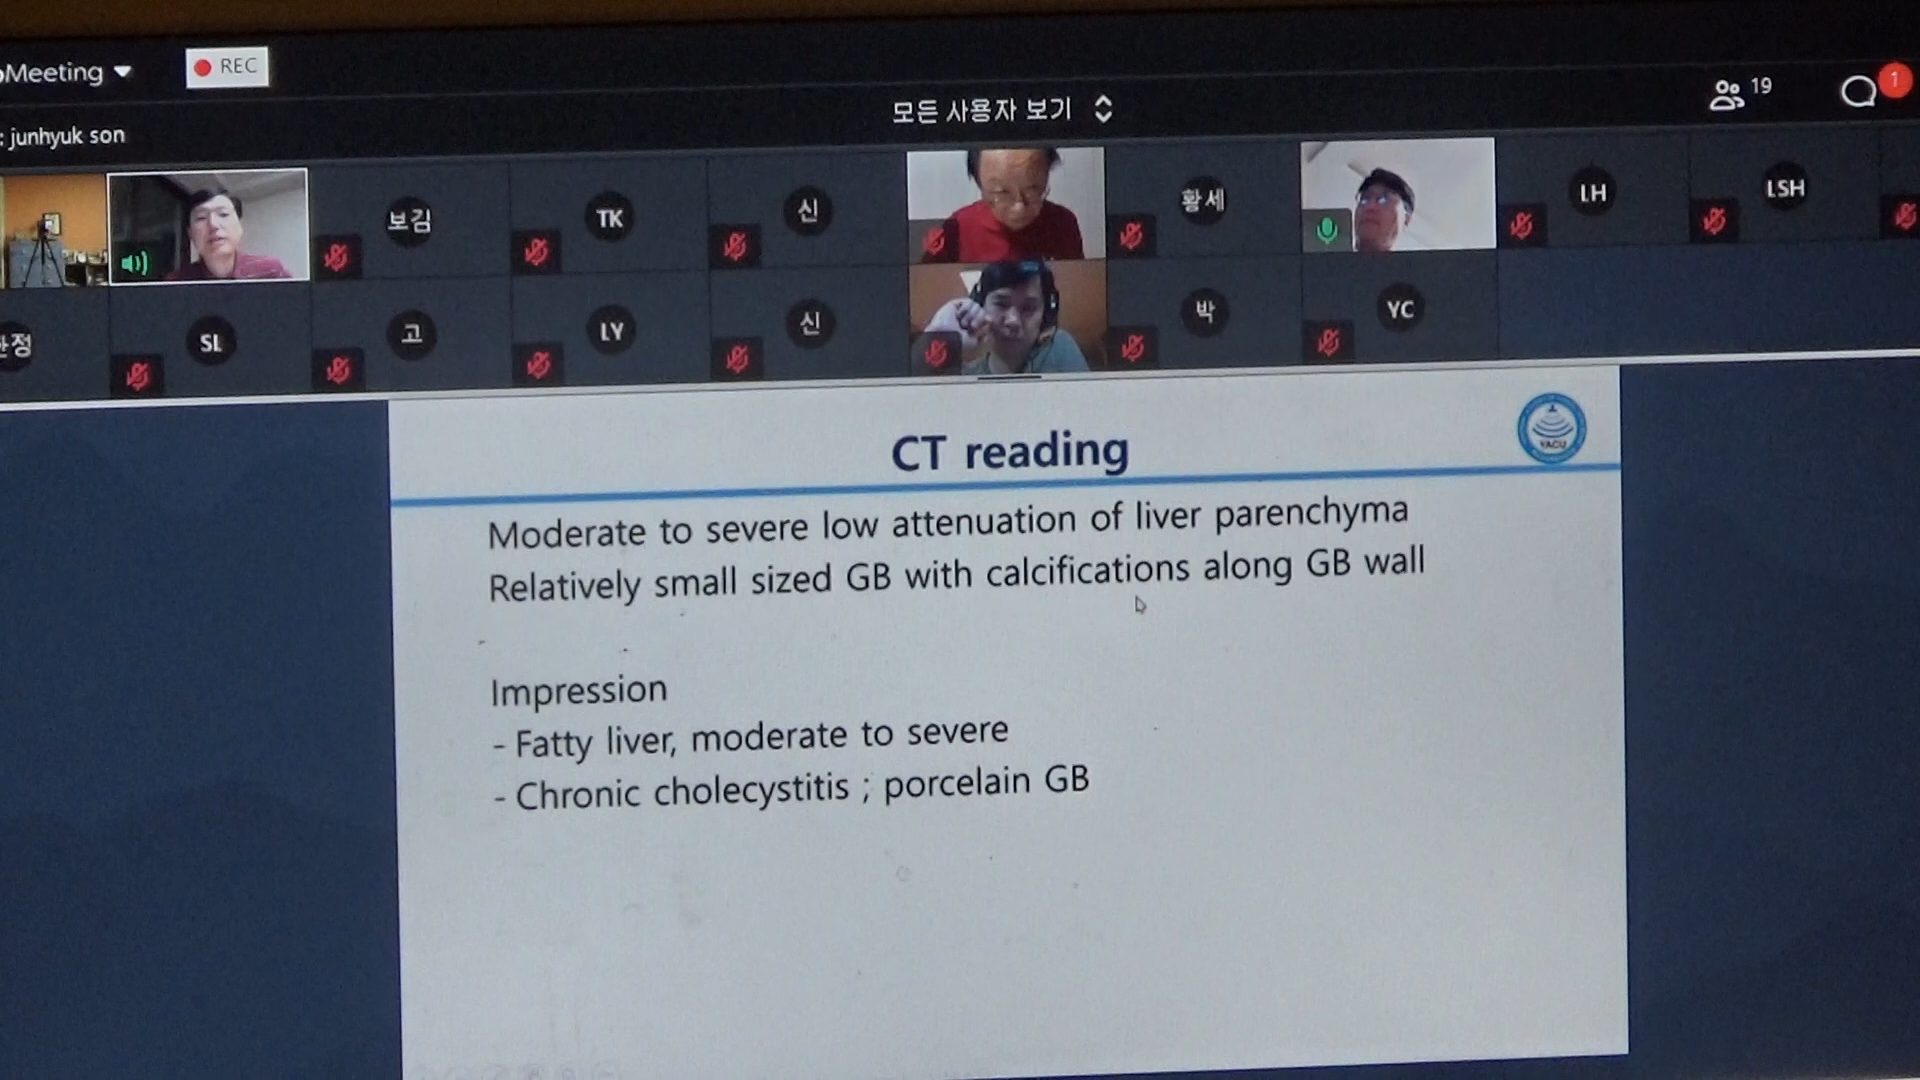 Meeting
REC
모든 사용자 보기
19
1
: junhyuk son
보김
TK
신
황세
LH
LSH
정
SL
고
LY
신
박
YC
CT reading
YACU
Moderate to severe low attenuation of liver parenchyma
Relatively small sized GB with calcifications along GB wall
Impression
- Fatty liver, moderate to severe
- Chronic cholecystitis ; porcelain GB